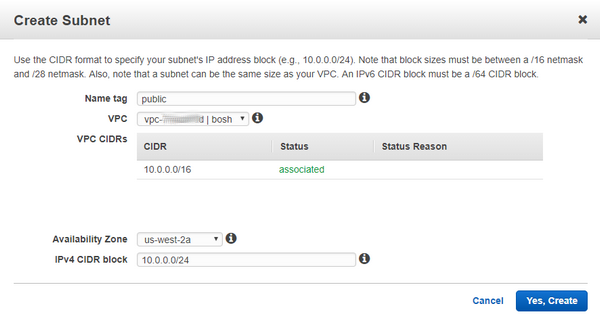 Create Subnet
Use the CIDR format to specify your subnet's IP address block (e.g., 10.0.0.0/24). Note that block sizes must be between a /16 netmask
and /28 netmask. Also, note that a subnet can be the same size as your VPC. An IPv6 CIDR block must be a /64 CIDR block.
Name tag public
VPC vpc- d | bosh
VPC CIDRs
CIDR Status Status Reason
10.0.0.0/16 associated
Availability Zone us-west-2a
IPv4 CIDR block 10.0.0.0/24
Cancel Yes, Create